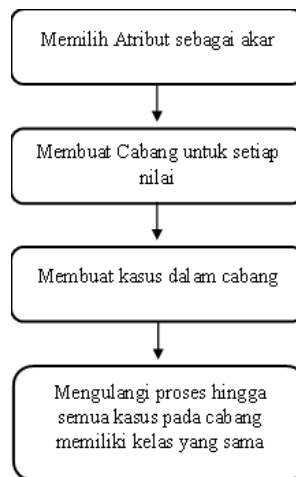 Memilih Atribut sebagai akar
Membuat Cabang untuk setiap
nilai
Membuat kasus dalam cabang
Mengulangi proses hingga
semua kasus pada cabang
memiliki kelas yang sama